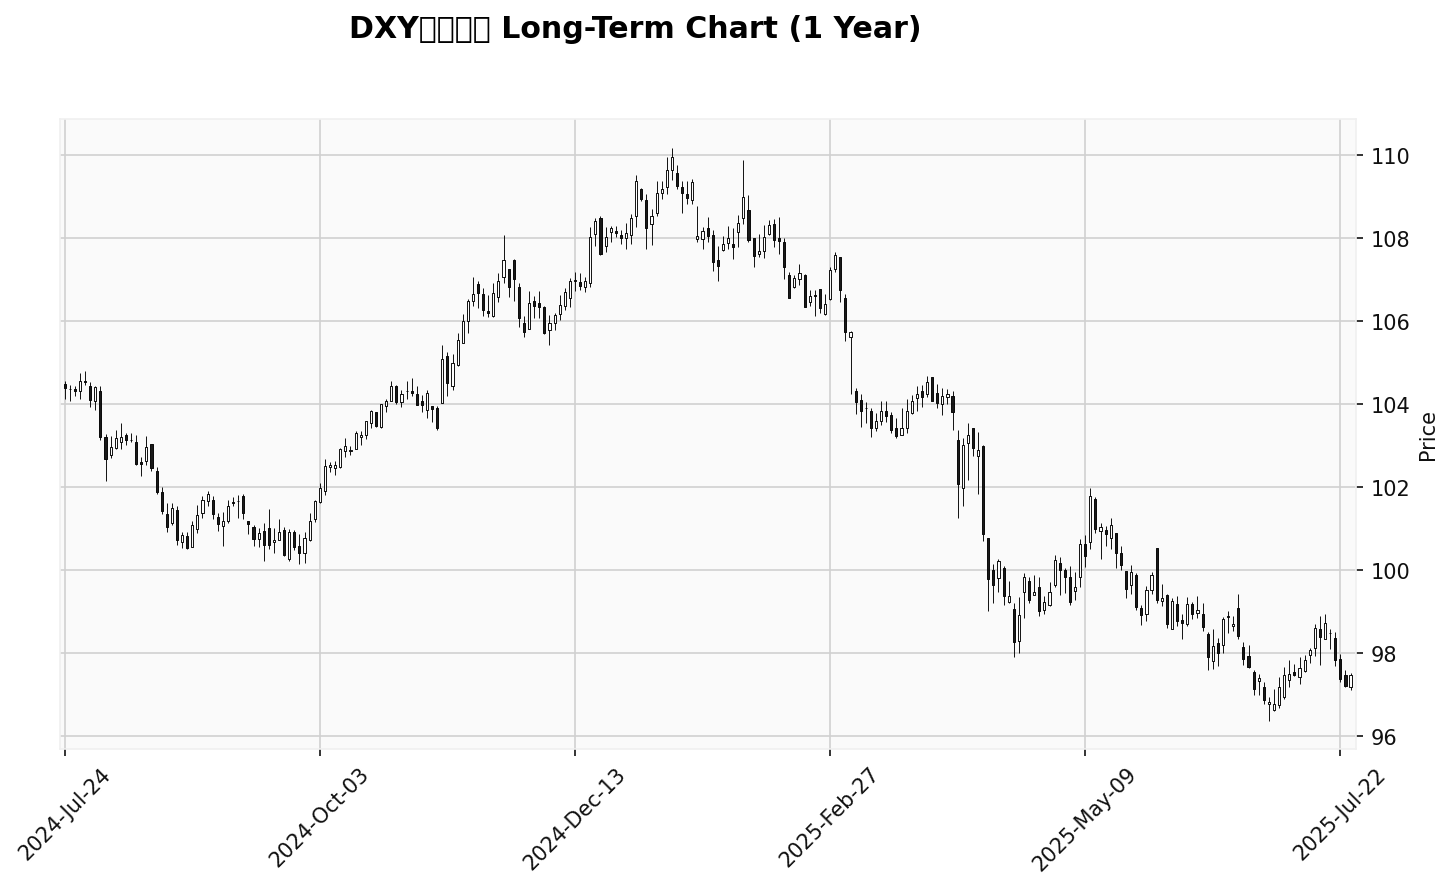 DXY▯▯▯▯ Long-Term Chart (1 Year)
110
108
106
104
102
100
98
96
Price
2024-Jul-24
2024-Oct-03
2024-Dec-13
2025-Feb-27
2025-May-09
2025-Jul-22